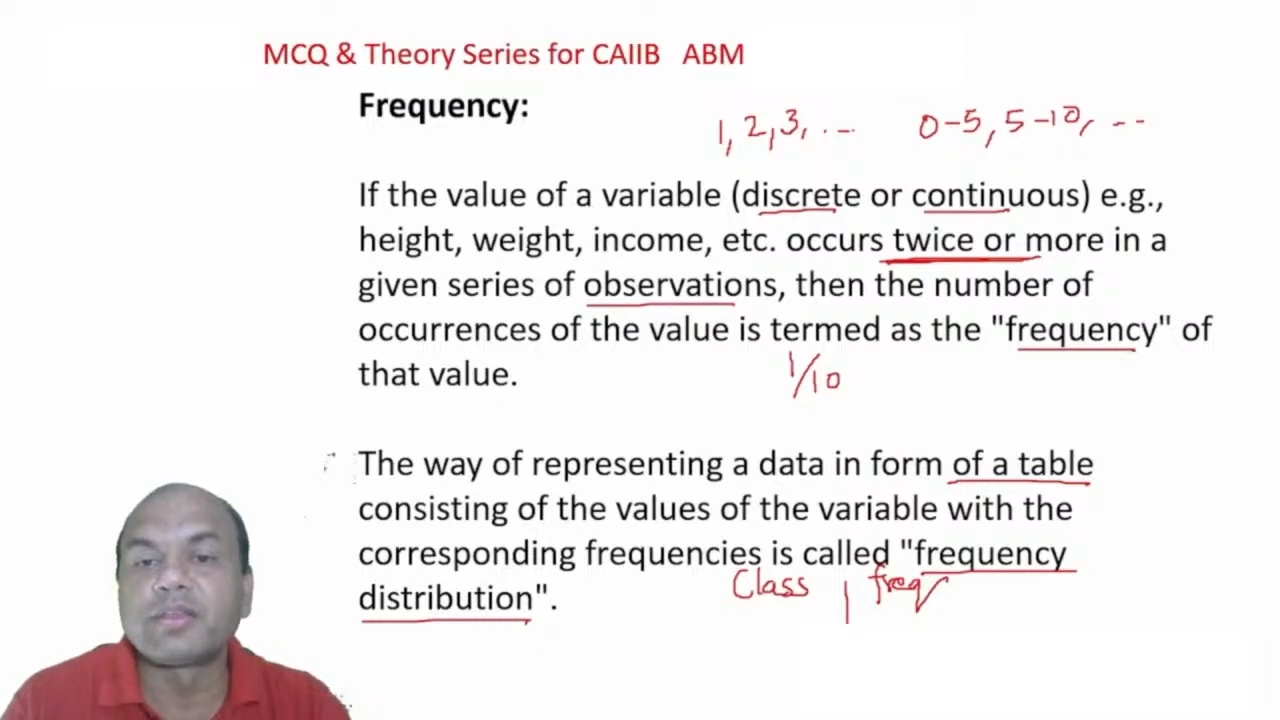 MCQ & Theory Series for CAIIB ABM
Frequency:
1, 2, 3, ... 0-5, 5-10, ...
If the value of a variable (discrete or continuous) e.g.,
height, weight, income, etc. occurs twice or more in a
given series of observations, then the number of
occurrences of the value is termed as the "frequency" of
that value.
1/10
The way of representing a data in form of a table
consisting of the values of the variable with the
corresponding frequencies is called "frequency
distribution".
Class | freq